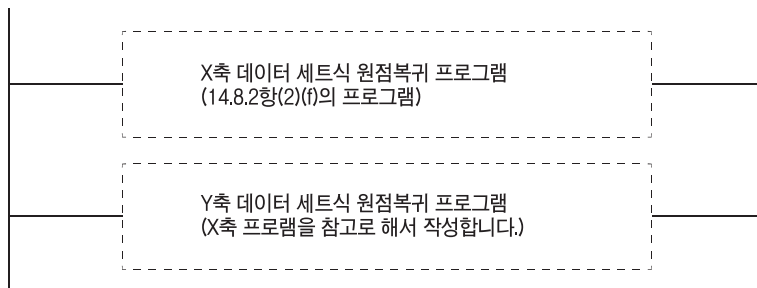 X축 데이터 세트식 원점복귀 프로그램
(14.8.2항(2)(f)의 프로그램)
Y축 데이터 세트식 원점복귀 프로그램
(X축 프로램을 참고로 해서 작성합니다.)